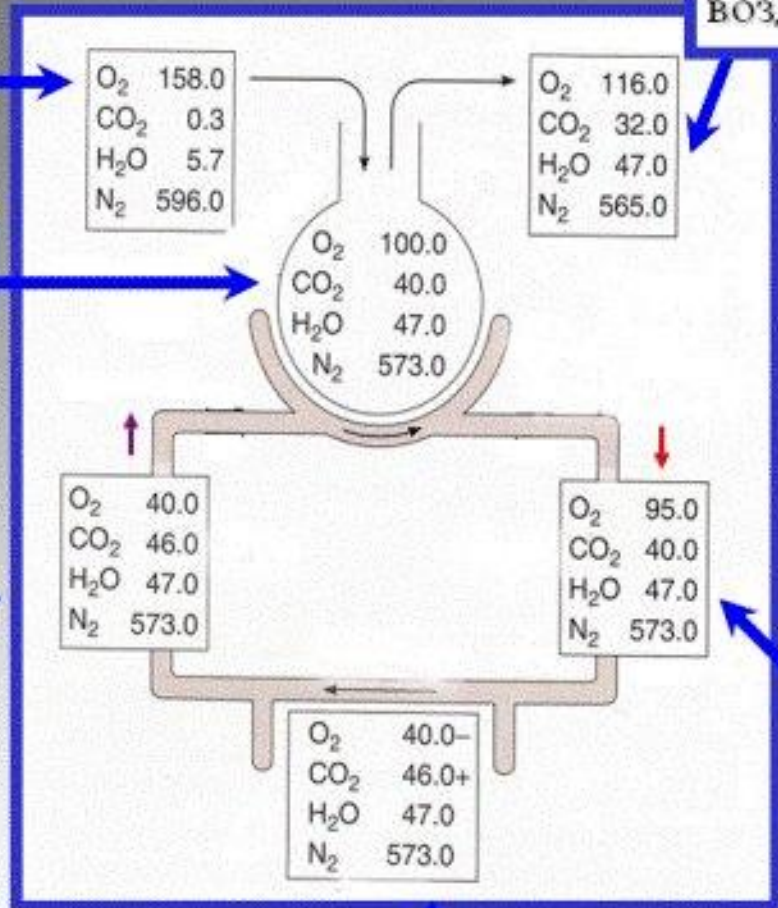 O₂ 158.0
CO₂ 0.3
H₂O 5.7
N₂ 596.0
O₂ 116.0
CO₂ 32.0
H₂O 47.0
N₂ 565.0
O₂ 100.0
CO₂ 40.0
H₂O 47.0
N₂ 573.0
O₂ 40.0
CO₂ 46.0
H₂O 47.0
N₂ 573.0
O₂ 95.0
CO₂ 40.0
H₂O 47.0
N₂ 573.0
O₂ 40.0–
CO₂ 46.0+
H₂O 47.0
N₂ 573.0